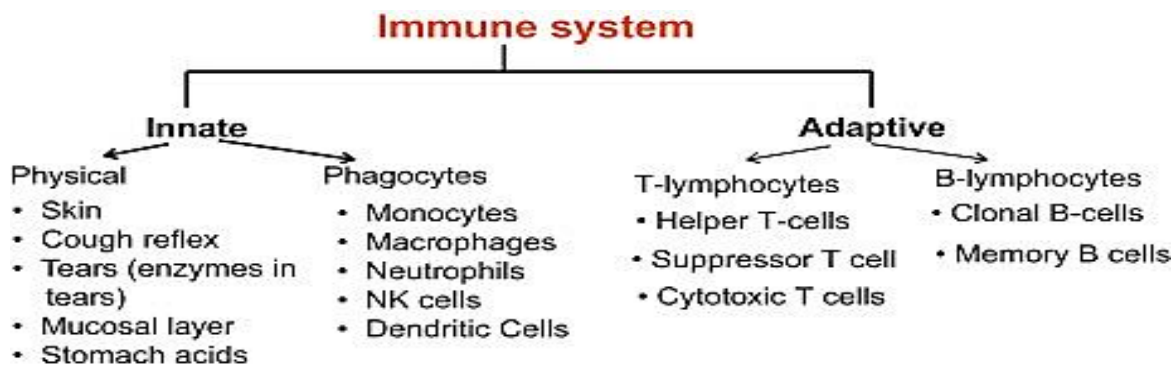 Immune system
Innate
Adaptive
Physical
• Skin
• Cough reflex
• Tears (enzymes in
tears)
• Mucosal layer
• Stomach acids
Phagocytes
• Monocytes
• Macrophages
• Neutrophils
• NK cells
• Dendritic Cells
T-lymphocytes
• Helper T-cells
• Suppressor T cell
• Cytotoxic T cells
B-lymphocytes
• Clonal B-cells
• Memory B cells